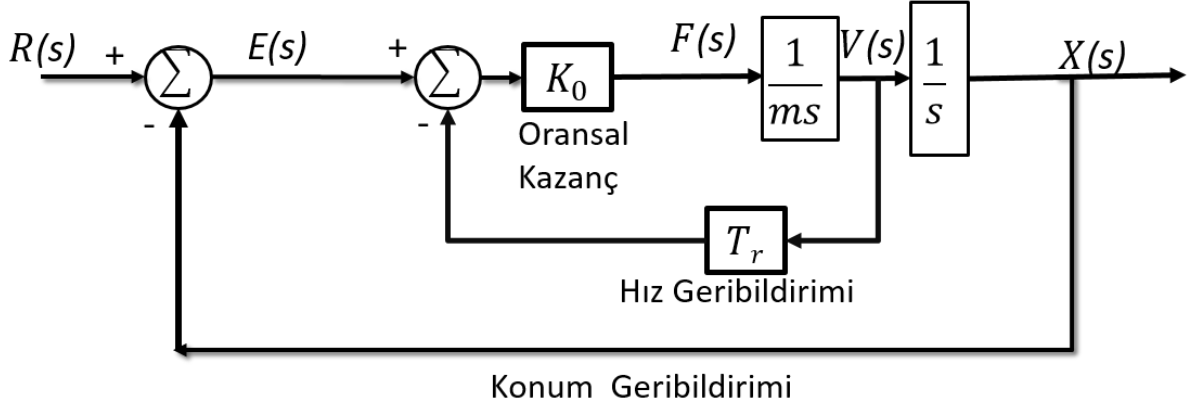 R(s) + Σ E(s) + Σ K₀ F(s) 1/ms V(s) 1/s X(s)
- -
Oransal
Kazanç
Tᵣ
Hız Geribildirimi
Konum Geribildirimi